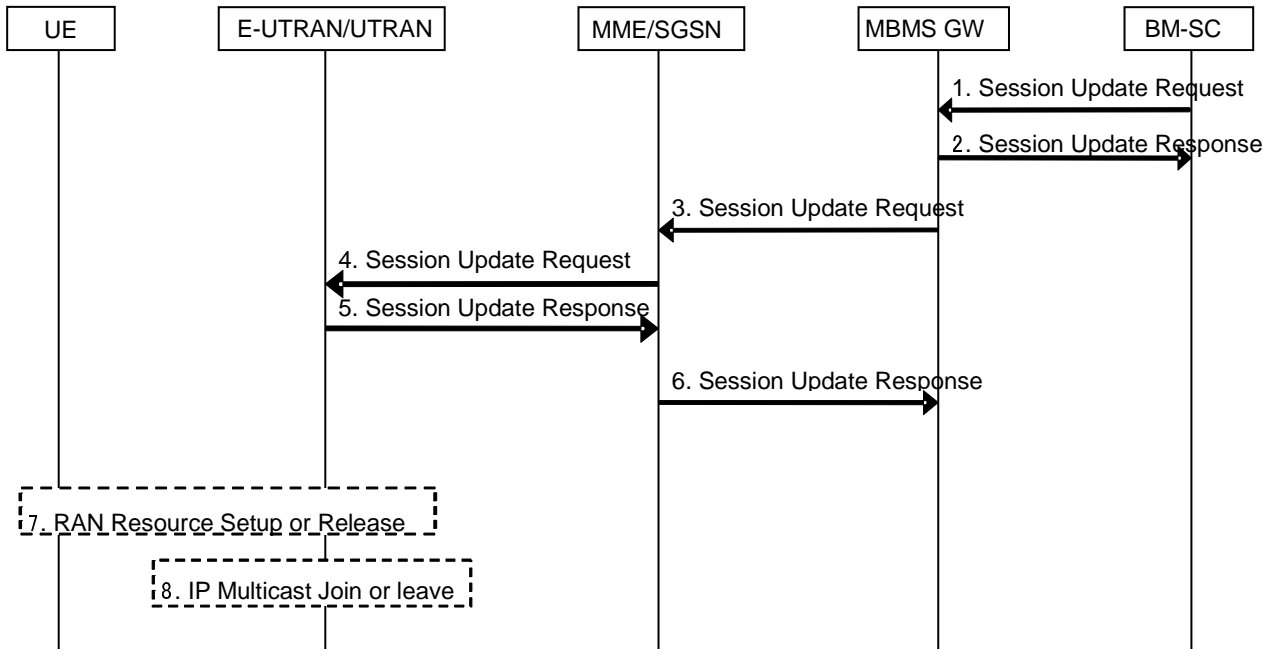 UE
E-UTRAN/UTRAN
MME/SGSN
MBMS GW
BM-SC
1. Session Update Request
2. Session Update Response
3. Session Update Request
4. Session Update Request
5. Session Update Response
6. Session Update Response
7. RAN Resource Setup or Release
8. IP Multicast Join or leave